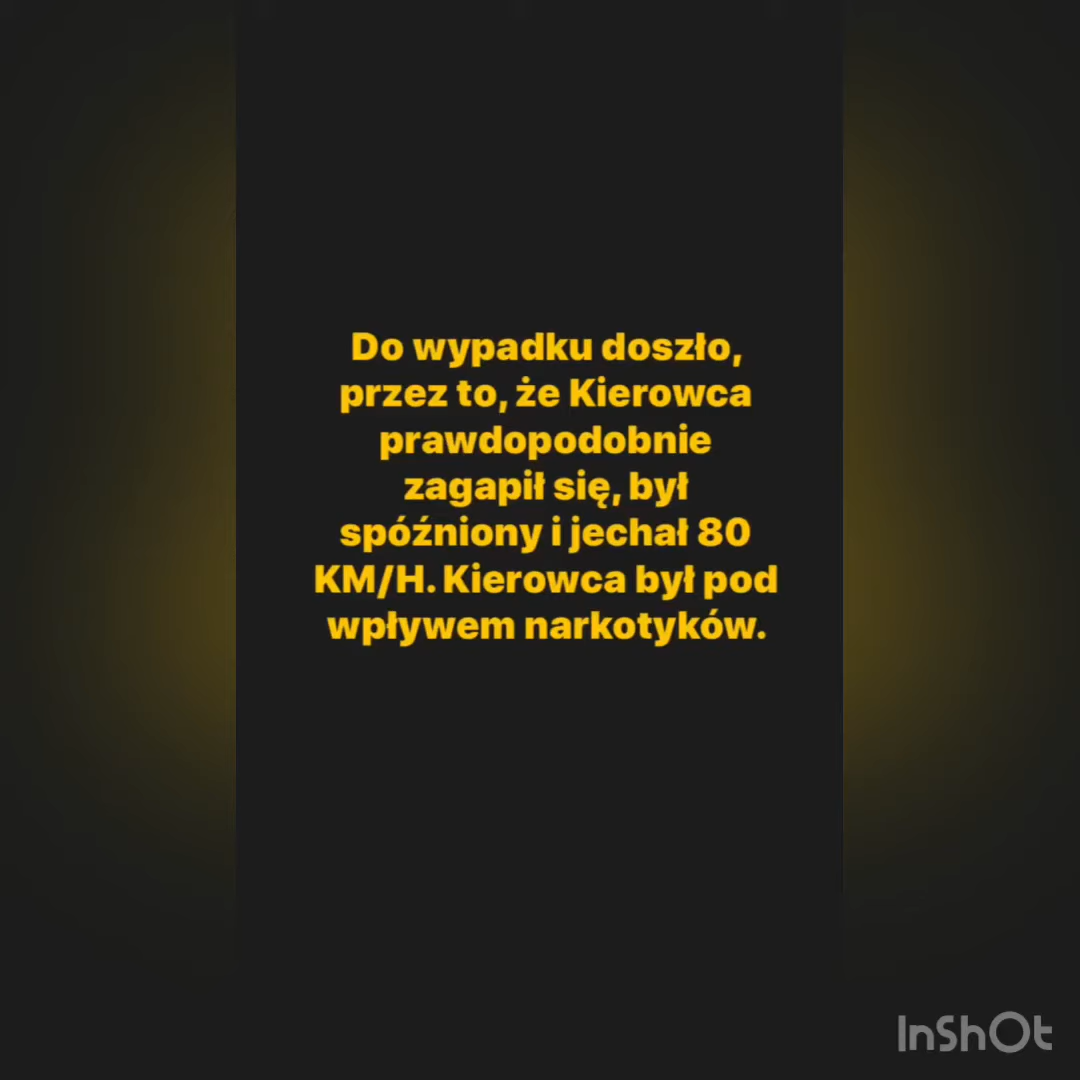 Do wypadku doszło,
przez to, że Kierowca
prawdopodobnie
zagapił się, był
spóźniony i jechał 80
KM/H. Kierowca był pod
wpływem narkotyków.
InShOt